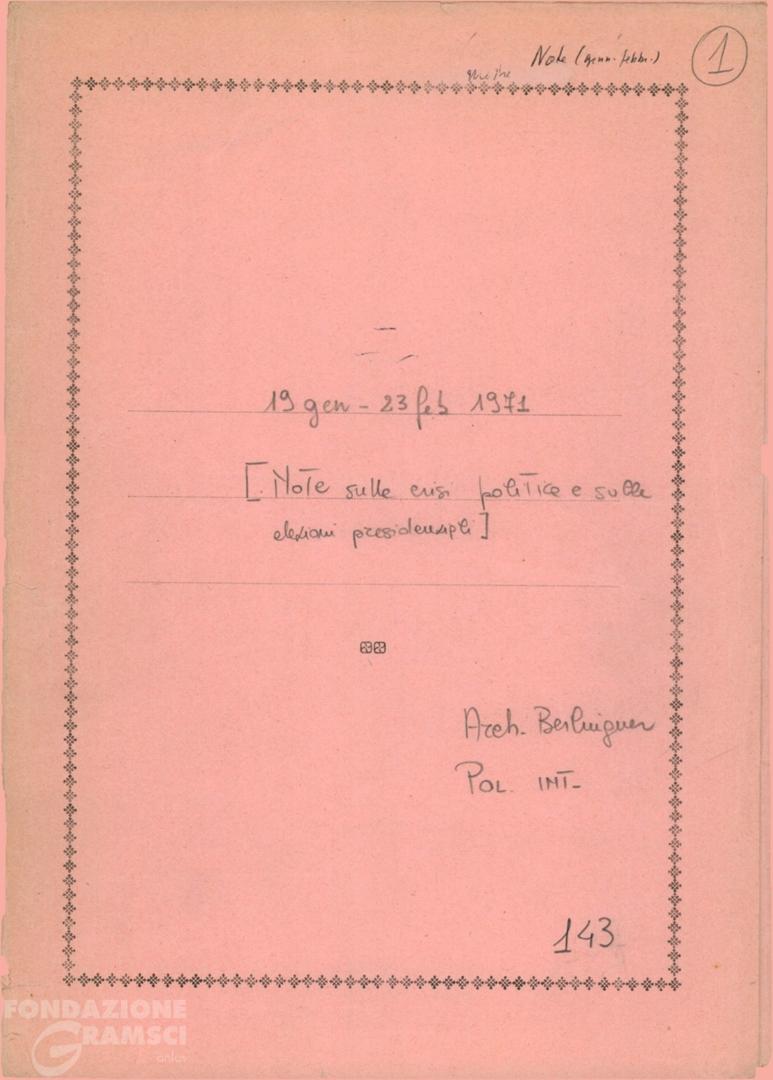 Note (genn. febbr.)
1
19 gen - 23 feb 1971
[Note sulla crisi politica e sulle
elezioni presidenziali]
Arch. Berlinguer
POL. INT-
143
FONDAZIONE
GRAMSCI
onlus